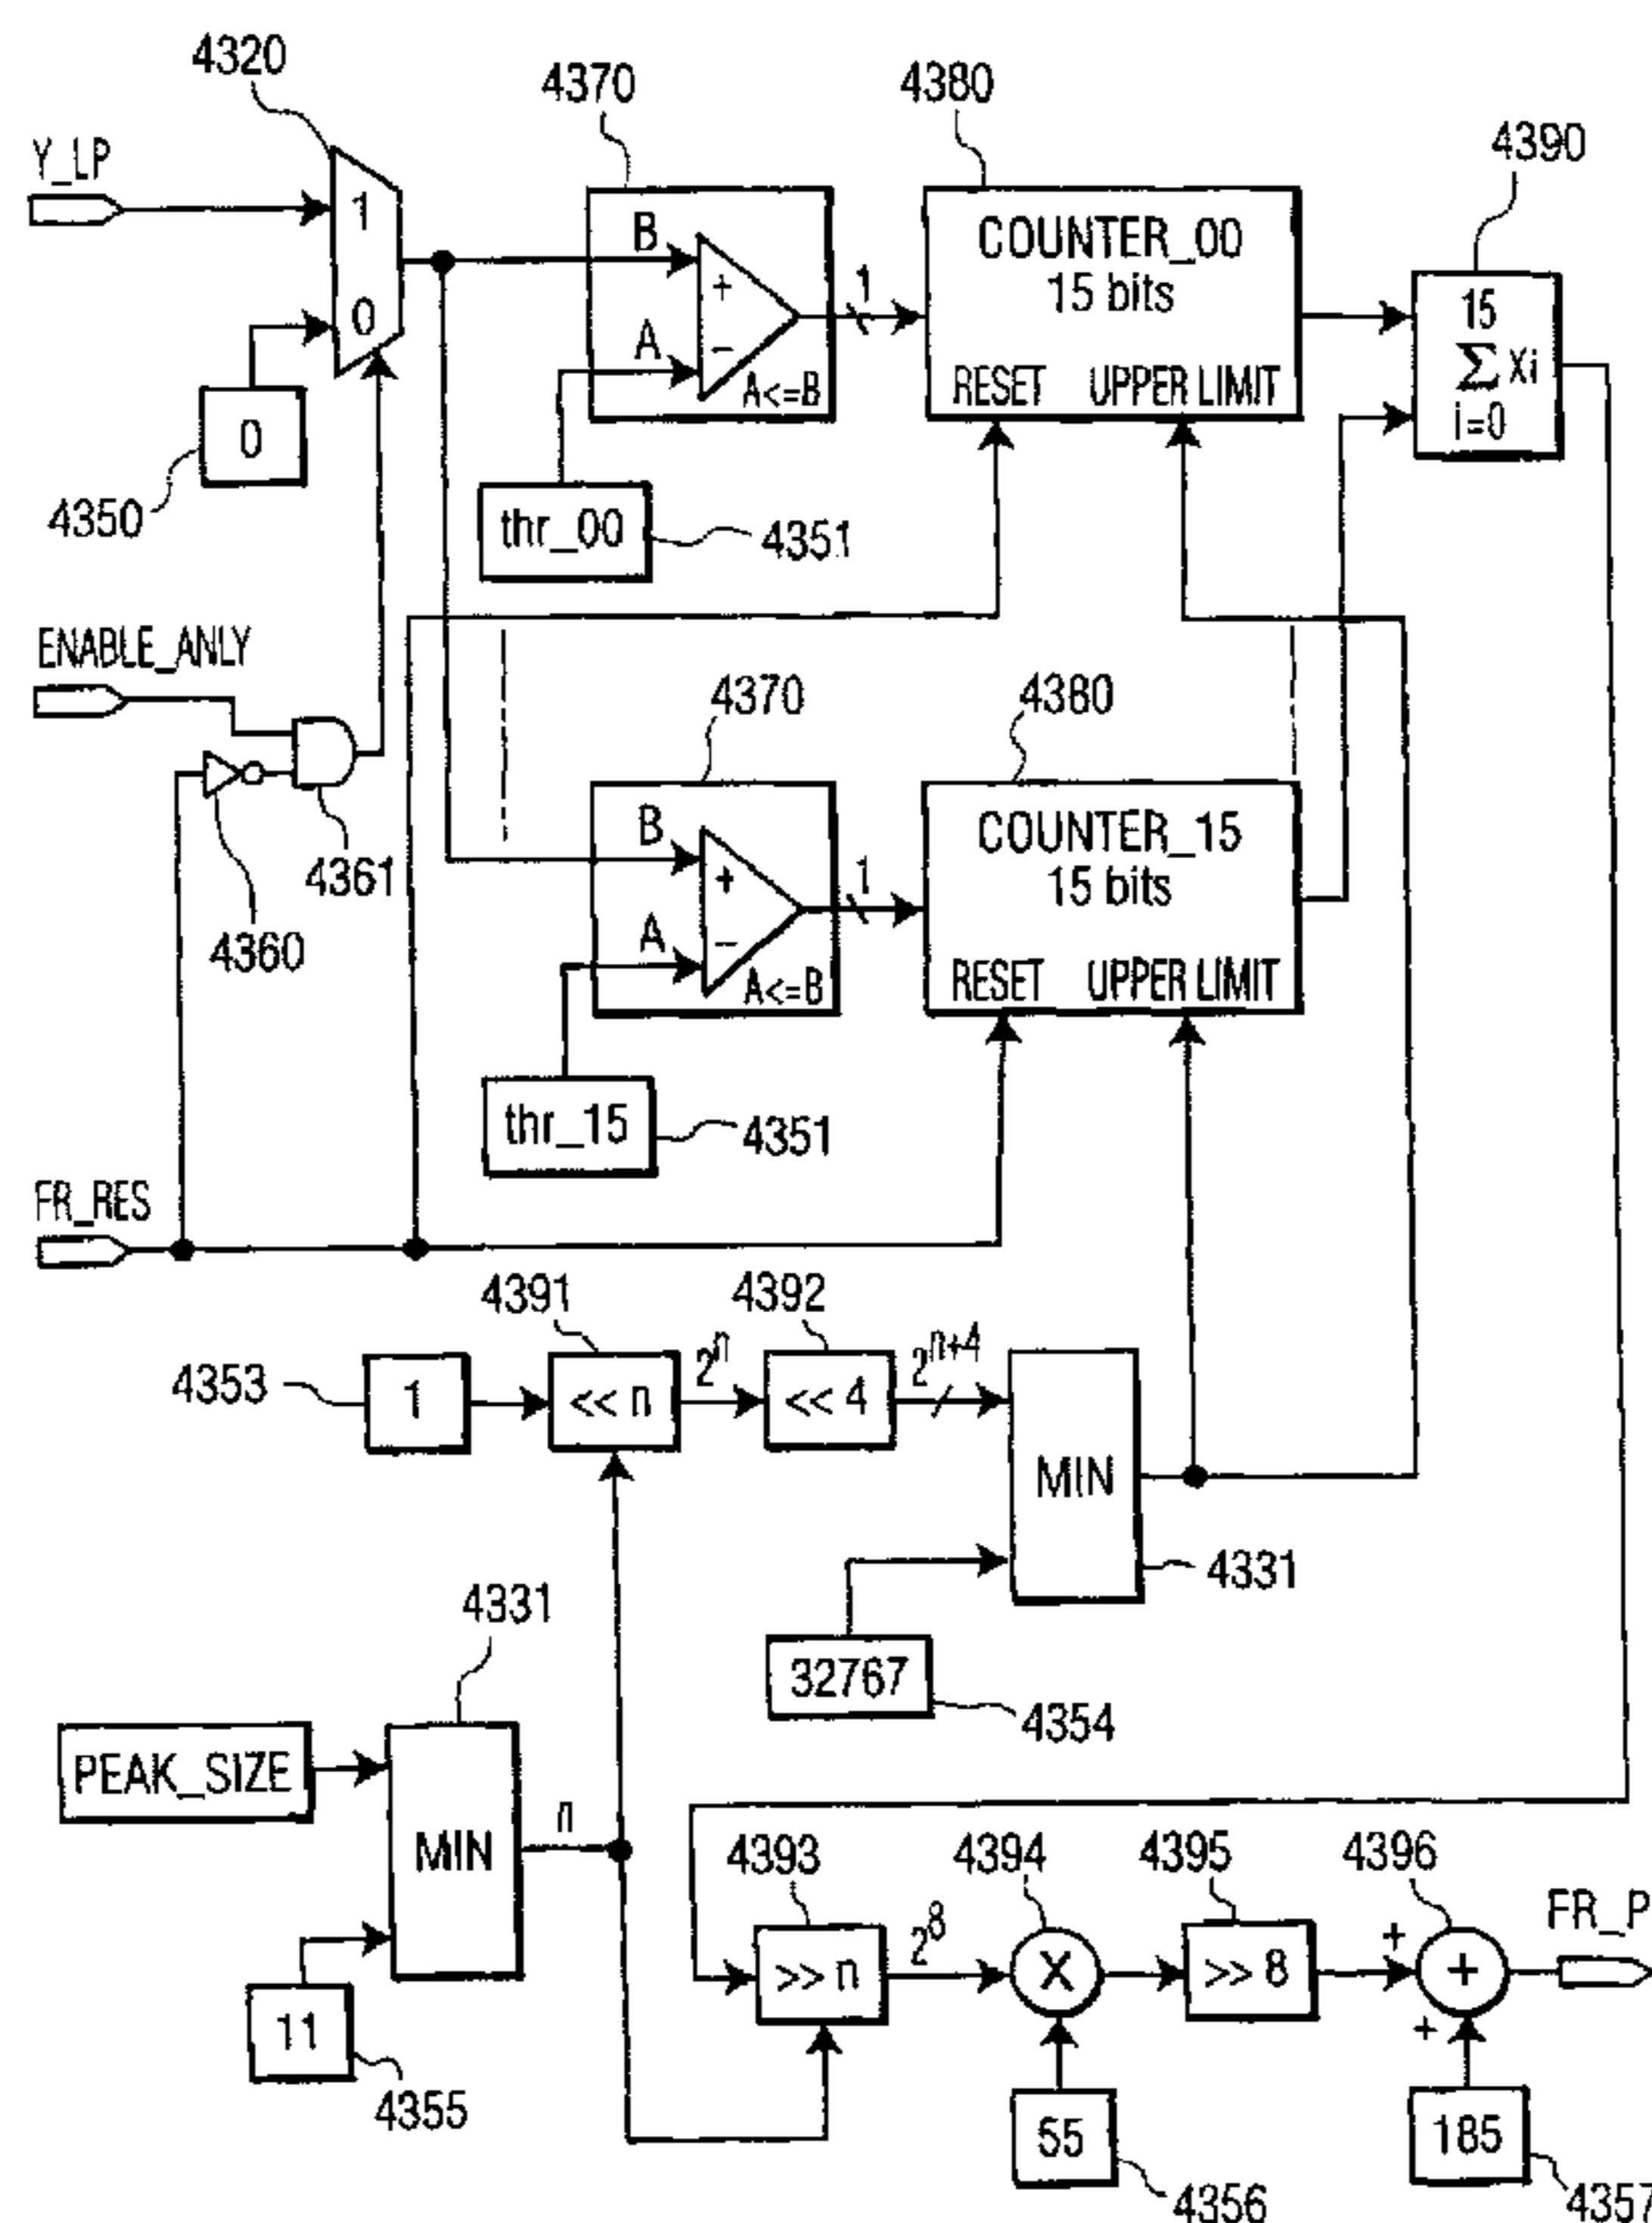 4320
4370
4380
4390
Y_LP
1
0
B
+
A
−
A<=B
1
COUNTER_00
15 bits
RESET UPPER LIMIT
15
Σ Xi
i=0
0
4350
thr_00
4351
ENABLE_ANLY
4361
4360
4370
4380
B
+
A
−
A<=B
1
COUNTER_15
15 bits
RESET UPPER LIMIT
thr_15
4351
FR_RES
4391
4392
4353
1
<< n
2^n
<< 4
2^n+4
MIN
4331
32767
4354
4331
PEAK_SIZE
MIN
n
11
4355
4393
4394
4395
4396
>> n
2^8
X
>> 8
+
+
+
FR_P
55
4356
185
4357